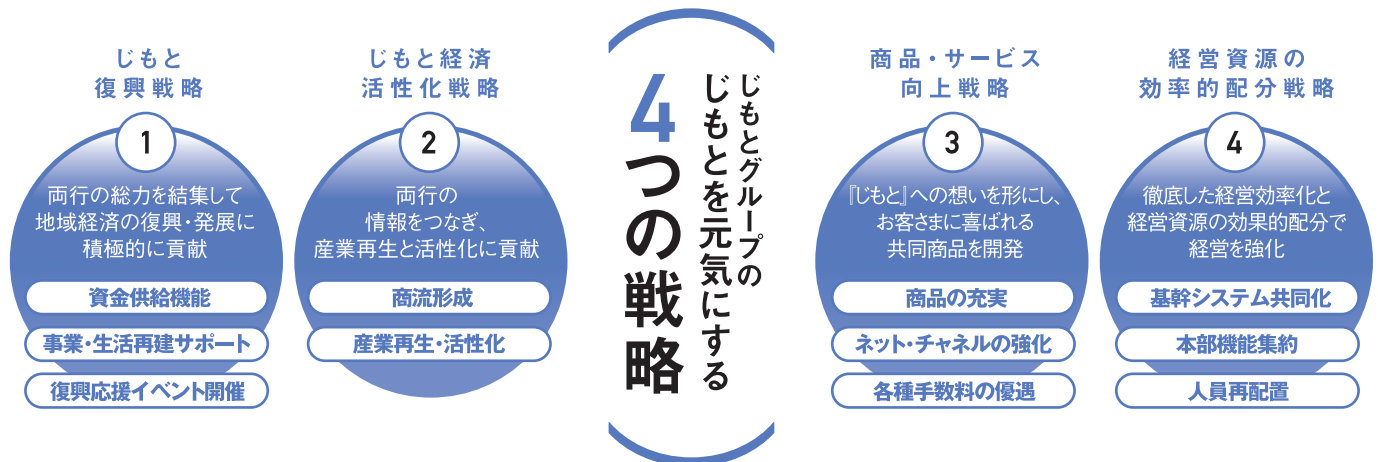 じもと
復興戦略
1
両行の総力を結集して
地域経済の復興・発展に
積極的に貢献
資金供給機能
事業・生活再建サポート
復興応援イベント開催
じもと経済
活性化戦略
2
両行の
情報をつなぎ、
産業再生と活性化に貢献
商流形成
産業再生・活性化
じもとグループの
じもとを元気にする
4つの戦略
商品・サービス
向上戦略
3
『じもと』への想いを形にし、
お客さまに喜ばれる
共同商品を開発
商品の充実
ネット・チャネルの強化
各種手数料の優遇
経営資源の
効率的配分戦略
4
徹底した経営効率化と
経営資源の効果的配分で
経営を強化
基幹システム共同化
本部機能集約
人員再配置